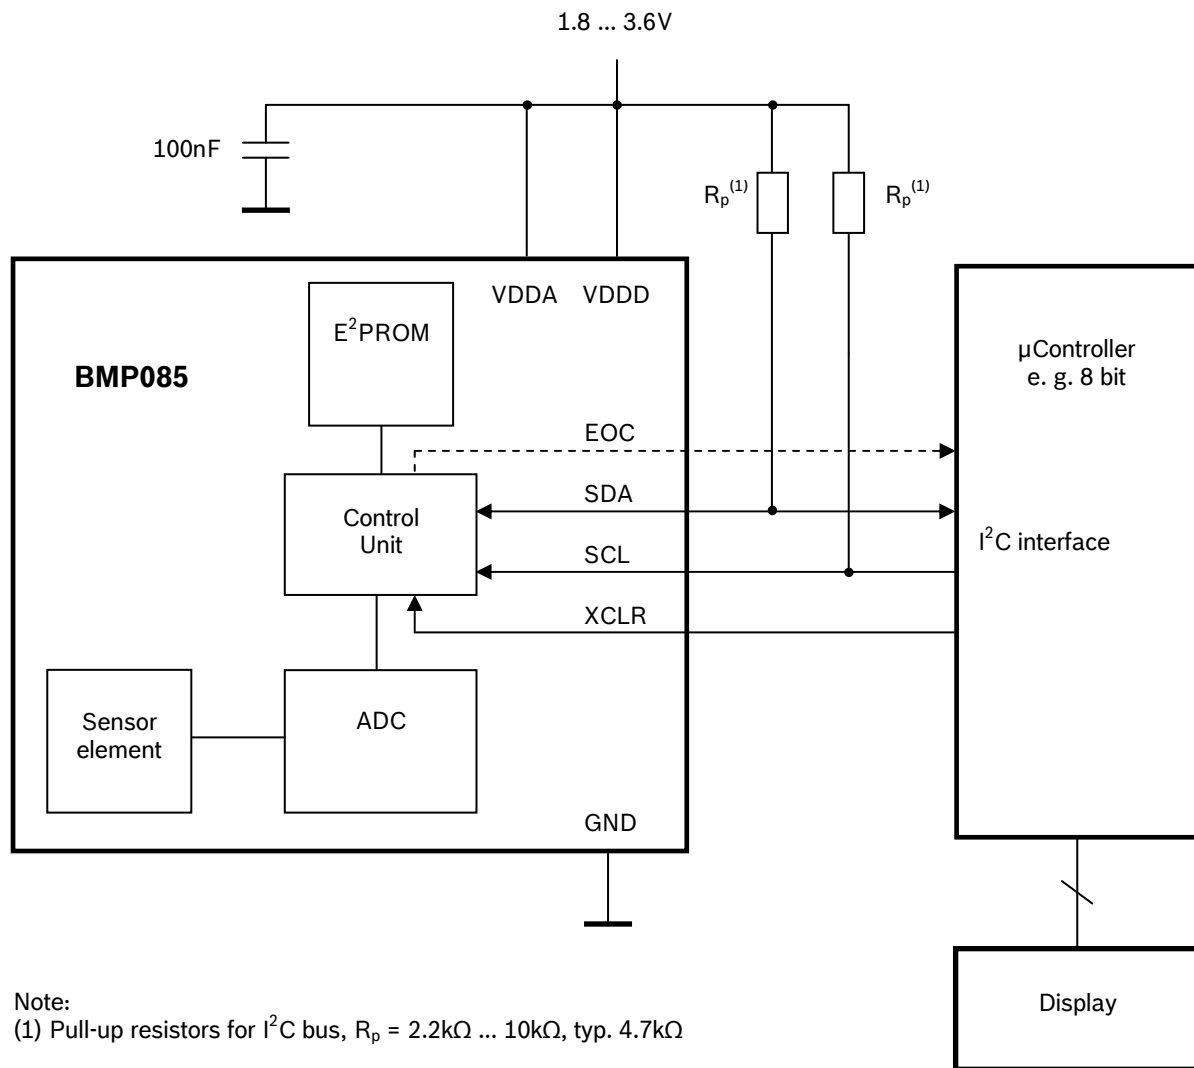 1.8 ... 3.6V
100nF
Rp(1)
Rp(1)
VDDA
VDDD
E2PROM
BMP085
µController
e. g. 8 bit
EOC
SDA
Control
Unit
I2C interface
SCL
XCLR
Sensor
element
ADC
GND
Note:
(1) Pull-up resistors for I2C bus, Rp = 2.2kΩ ... 10kΩ, typ. 4.7kΩ
Display